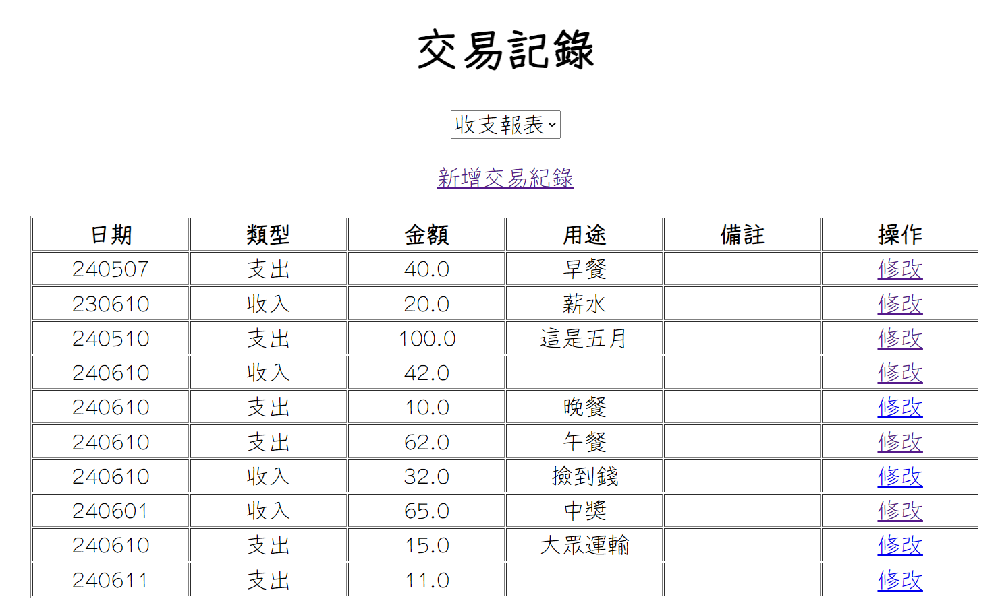 交易記錄
收支報表
新增交易紀錄
日期 類型 金額 用途 備註 操作
240507 支出 40.0 早餐 修改
230610 收入 20.0 薪水 修改
240510 支出 100.0 這是五月 修改
240610 收入 42.0 修改
240610 支出 10.0 晚餐 修改
240610 支出 62.0 午餐 修改
240610 收入 32.0 撿到錢 修改
240601 收入 65.0 中獎 修改
240610 支出 15.0 大眾運輸 修改
240611 支出 11.0 修改